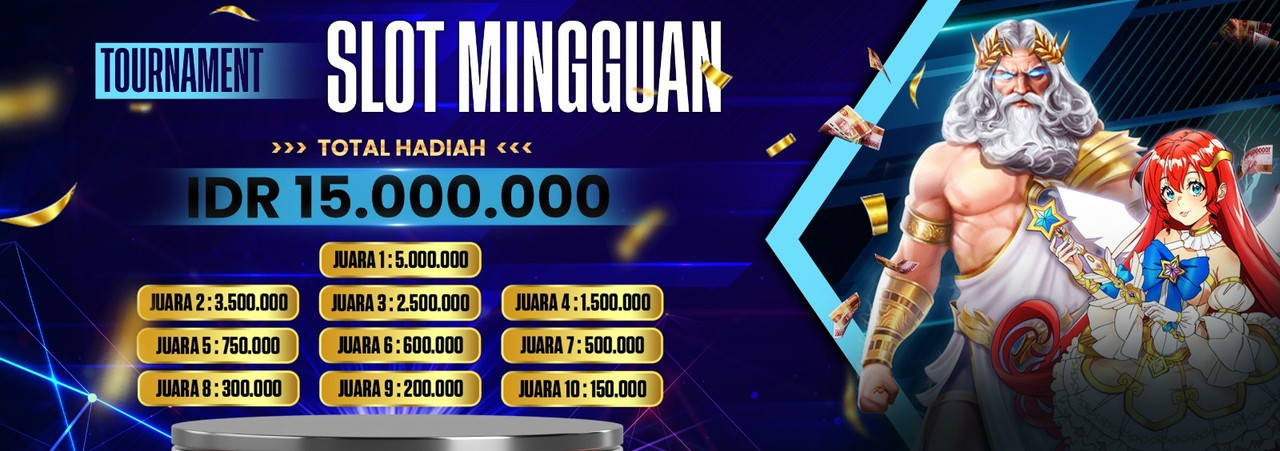 TOURNAMENT SLOT MINGGUAN
>>> TOTAL HADIAH <<<
IDR 15.000.000
JUARA 1 : 5.000.000
JUARA 2 : 3.500.000
JUARA 3 : 2.500.000
JUARA 4 : 1.500.000
JUARA 5 : 750.000
JUARA 6 : 600.000
JUARA 7 : 500.000
JUARA 8 : 300.000
JUARA 9 : 200.000
JUARA 10 : 150.000